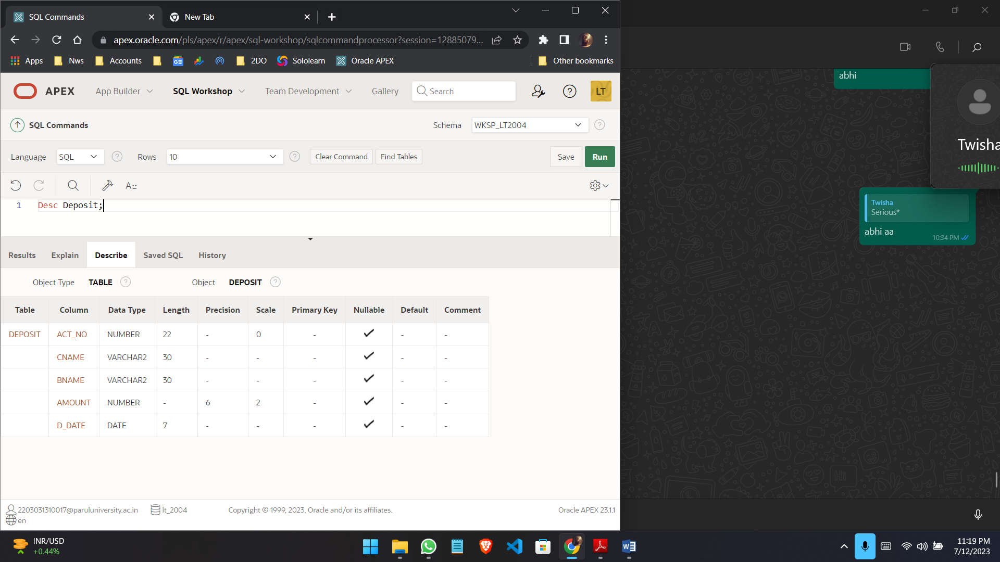 SQL Commands
New Tab
apex.oracle.com/pls/apex/r/apex/sql-workshop/sqlcommandprocessor?session=12885079...
Apps Nws Accounts 2DO Sololearn Oracle APEX Other bookmarks
APEX App Builder SQL Workshop Team Development Gallery Search ? LT
SQL Commands Schema WKSP_LT2004 ?
Language SQL ? Rows 10 ? Clear Command Find Tables Save Run
1 Desc Deposit;
Results Explain Describe Saved SQL History
Object Type TABLE ? Object DEPOSIT ?
Table Column Data Type Length Precision Scale Primary Key Nullable Default Comment
DEPOSIT ACT_NO NUMBER 22 - 0 - - -
CNAME VARCHAR2 30 - - - - -
BNAME VARCHAR2 30 - - - - -
AMOUNT NUMBER - 6 2 - - -
D_DATE DATE 7 - - - - -
2203031310017@paruluniversity.ac.in lt_2004 Copyright © 1999, 2023, Oracle and/or its affiliates. Oracle APEX 23.1.1
en
abhi
Twisha
Twisha
Serious*
abhi aa
10:34 PM
INR/USD
+0.44%
11:19 PM
7/12/2023